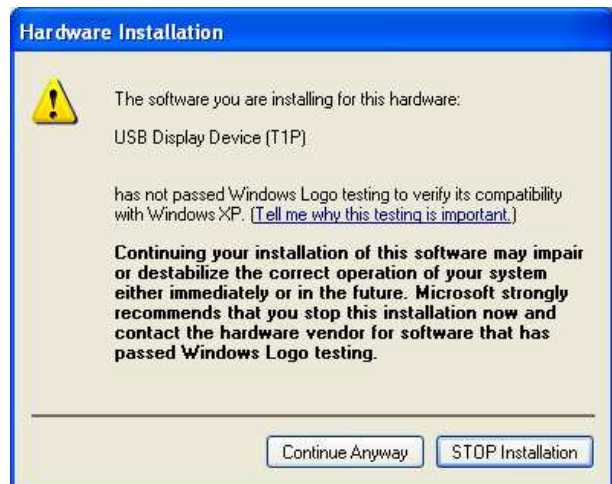 Hardware Installation
The software you are installing for this hardware:
USB Display Device (T1P)
has not passed Windows Logo testing to verify its compatibility
with Windows XP. (Tell me why this testing is important.)
Continuing your installation of this software may impair
or destabilize the correct operation of your system
either immediately or in the future. Microsoft strongly
recommends that you stop this installation now and
contact the hardware vendor for software that has
passed Windows Logo testing.
Continue Anyway
STOP Installation